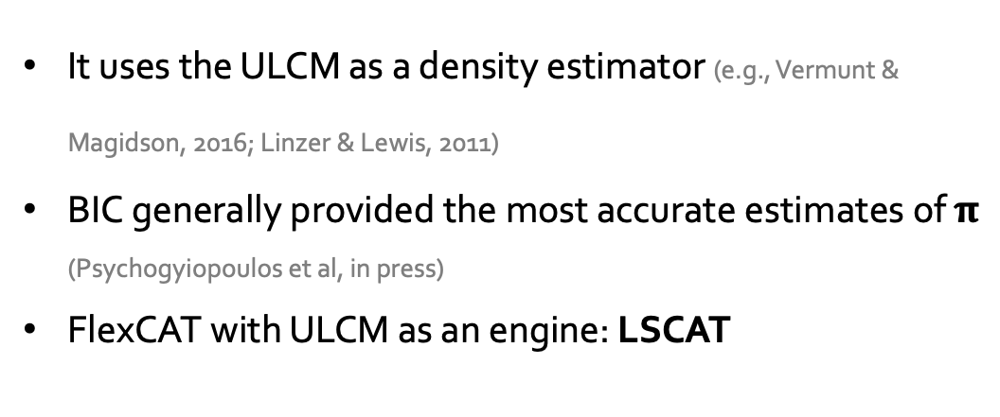 • It uses the ULCM as a density estimator (e.g., Vermunt &
Magidson, 2016; Linzer & Lewis, 2011)
• BIC generally provided the most accurate estimates of π
(Psychogyiopoulos et al, in press)
• FlexCAT with ULCM as an engine: LSCAT